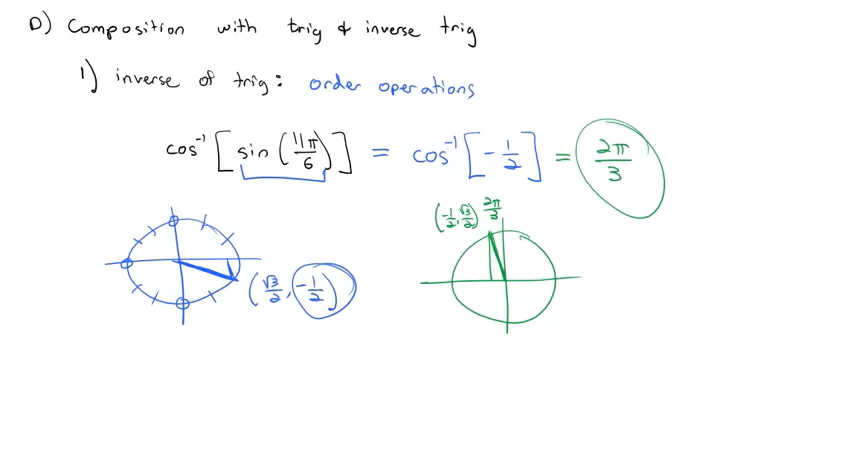 D) Composition with trig & inverse trig
1) inverse of trig: order operations
cos⁻¹[sin(11π/6)] = cos⁻¹[-1/2] = 2π/3
(-1/2, √3/2) 2π/3
(√3/2, -1/2)